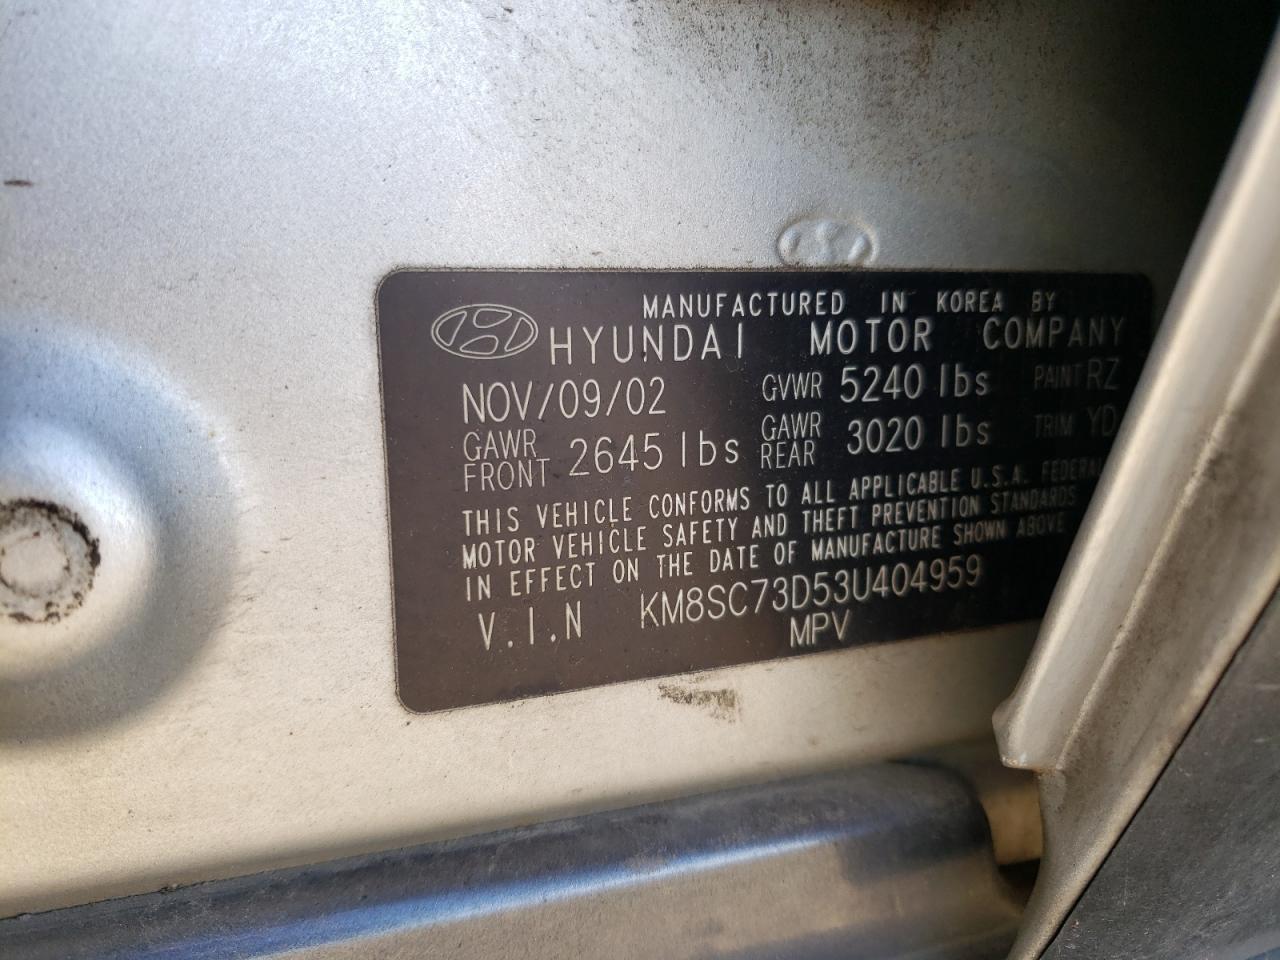 MANUFACTURED IN KOREA BY
HYUNDAI MOTOR COMPANY
NOV/09/02 GVWR 5240 lbs PAINT RZ
GAWR FRONT 2645 lbs GAWR REAR 3020 lbs TRIM YD
THIS VEHICLE CONFORMS TO ALL APPLICABLE U.S.A. FEDERAL
MOTOR VEHICLE SAFETY AND THEFT PREVENTION STANDARDS
IN EFFECT ON THE DATE OF MANUFACTURE SHOWN ABOVE
V.I.N KM8SC73D53U404959
MPV